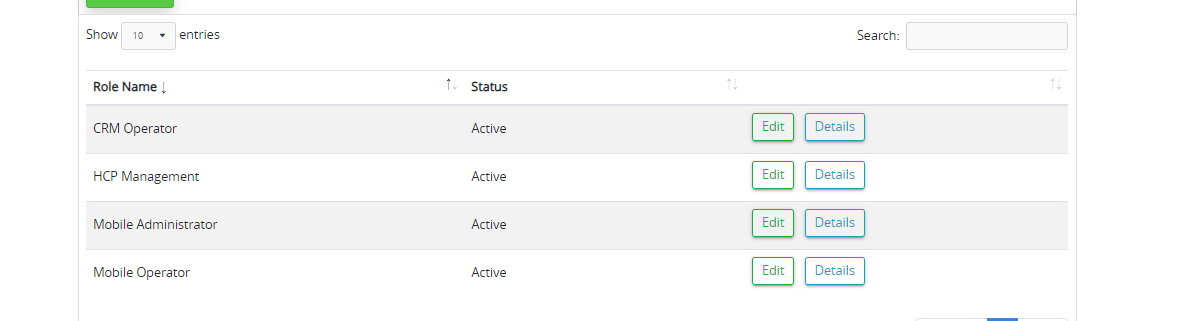 Show 10 entries Search:
Role Name ↓ Status
CRM Operator Active Edit Details
HCP Management Active Edit Details
Mobile Administrator Active Edit Details
Mobile Operator Active Edit Details